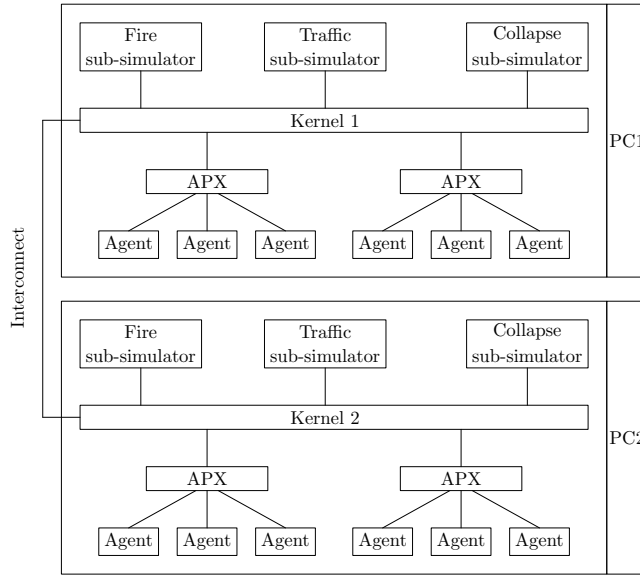 Fire Traffic Collapse
sub-simulator sub-simulator sub-simulator
Kernel 1
PC1
APX APX
Agent Agent Agent Agent Agent Agent
Interconnect
Fire Traffic Collapse
sub-simulator sub-simulator sub-simulator
Kernel 2
PC2
APX APX
Agent Agent Agent Agent Agent Agent